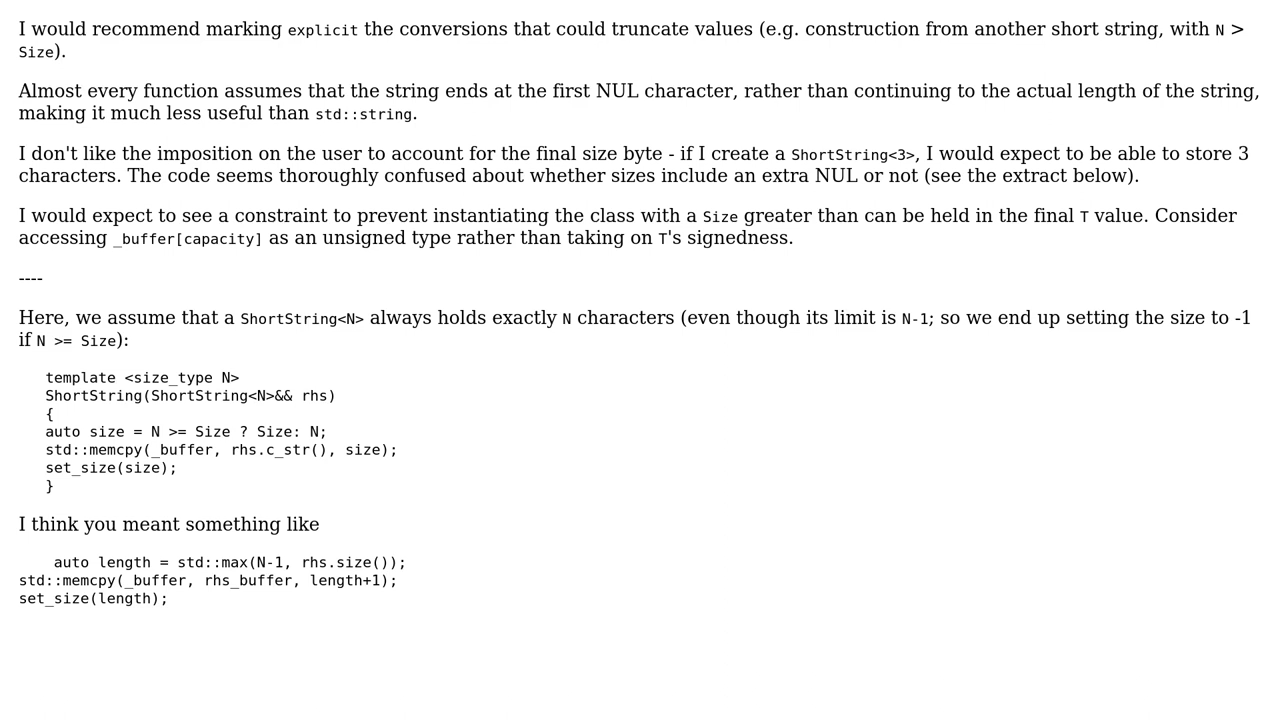 I would recommend marking explicit the conversions that could truncate values (e.g. construction from another short string, with N >
Size).
Almost every function assumes that the string ends at the first NUL character, rather than continuing to the actual length of the string,
making it much less useful than std::string.
I don't like the imposition on the user to account for the final size byte - if I create a ShortString<3>, I would expect to be able to store 3
characters. The code seems thoroughly confused about whether sizes include an extra NUL or not (see the extract below).
I would expect to see a constraint to prevent instantiating the class with a Size greater than can be held in the final T value. Consider
accessing _buffer[capacity] as an unsigned type rather than taking on T's signedness.
----
Here, we assume that a ShortString<N> always holds exactly N characters (even though its limit is N-1; so we end up setting the size to -1
if N >= Size):
template <size_type N>
ShortString(ShortString<N>&& rhs)
{
auto size = N >= Size ? Size: N;
std::memcpy(_buffer, rhs.c_str(), size);
set_size(size);
}
I think you meant something like
auto length = std::max(N-1, rhs.size());
std::memcpy(_buffer, rhs_buffer, length+1);
set_size(length);